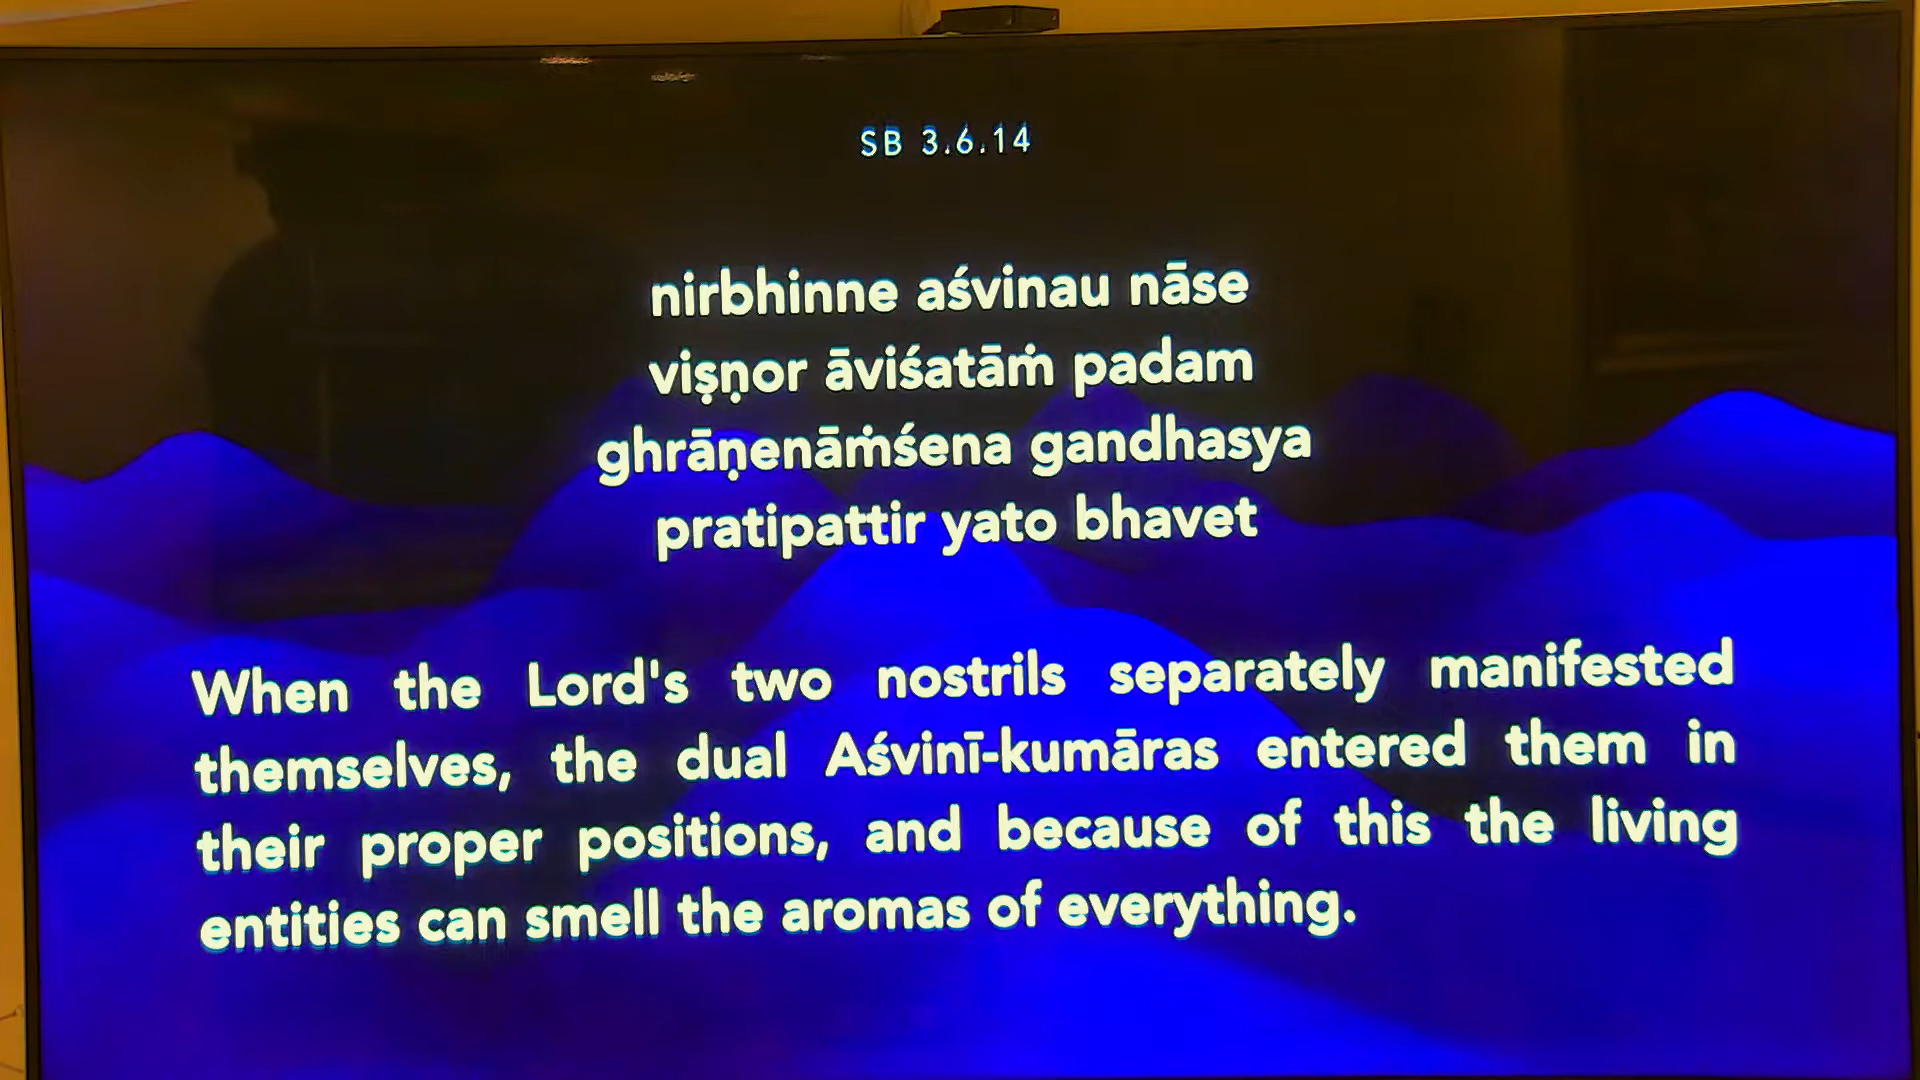 SB 3.6.14
nirbhinne aśvinau nāse
viṣṇor āviśatāṁ padam
ghrāṇenāṁśena gandhasya
pratipattir yato bhavet
When the Lord's two nostrils separately manifested
themselves, the dual Aśvinī-kumāras entered them in
their proper positions, and because of this the living
entities can smell the aromas of everything.